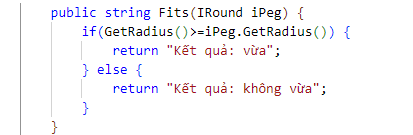 public string Fits(IRound iPeg) {
if(GetRadius()>=iPeg.GetRadius()) {
return "Kết quả: vừa";
} else {
return "Kết quả: không vừa";
}
}